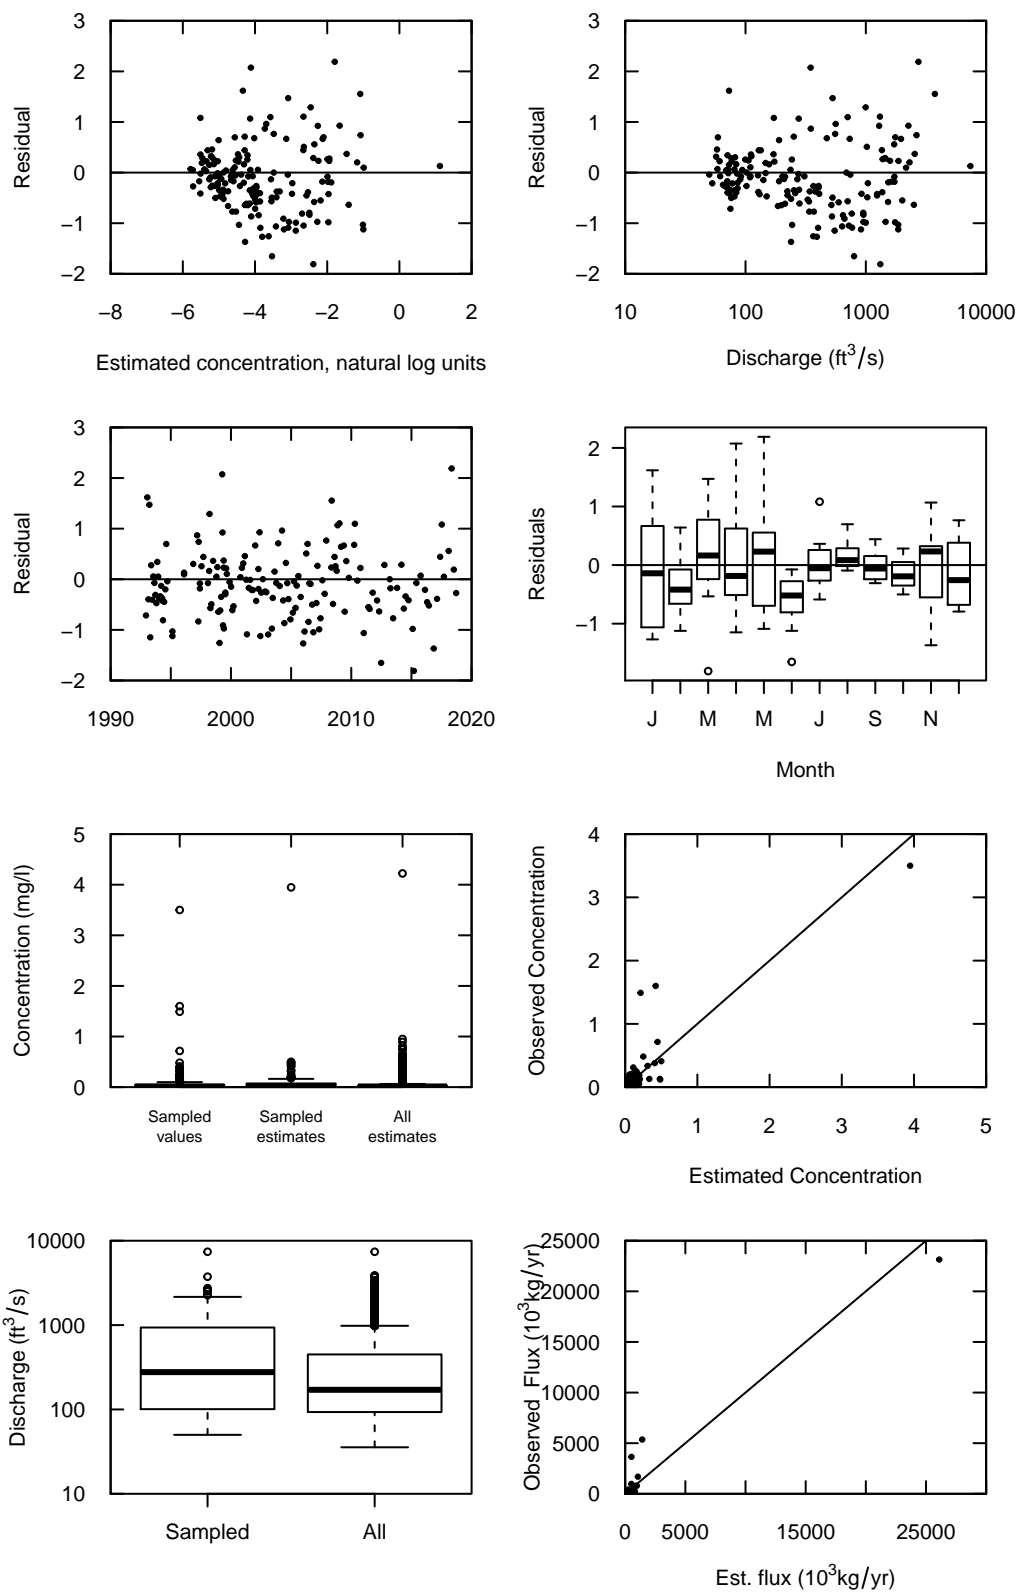 3
2
1
0
−1
−2
Residual
−8 −6 −4 −2 0 2
Estimated concentration, natural log units
3
2
1
0
−1
−2
Residual
10 100 1000 10000
Discharge (ft³/s)
3
2
1
0
−1
−2
Residual
1990 2000 2010 2020
2
1
0
−1
Residuals
J M M J S N
Month
5
4
3
2
1
0
Concentration (mg/l)
Sampled values
Sampled estimates
All estimates
4
3
2
1
0
Observed Concentration
0 1 2 3 4 5
Estimated Concentration
10000
1000
100
10
Discharge (ft³/s)
Sampled All
25000
20000
15000
10000
5000
0
Observed Flux (10³kg/yr)
0 5000 15000 25000
Est. flux (10³kg/yr)